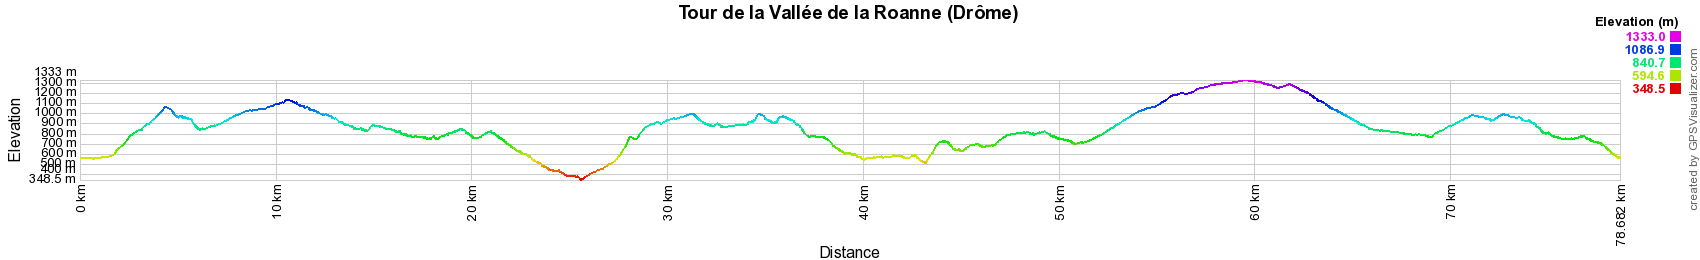 Tour de la Vallée de la Roanne (Drôme)
Elevation (m)
1333.0
1086.9
840.7
594.6
348.5
created by GPSVisualizer.com
Elevation
1333 m
1300 m
1200 m
1100 m
1000 m
900 m
800 m
700 m
600 m
500 m
400 m
348.5 m
0 km
10 km
20 km
30 km
40 km
50 km
60 km
70 km
78.682 km
Distance